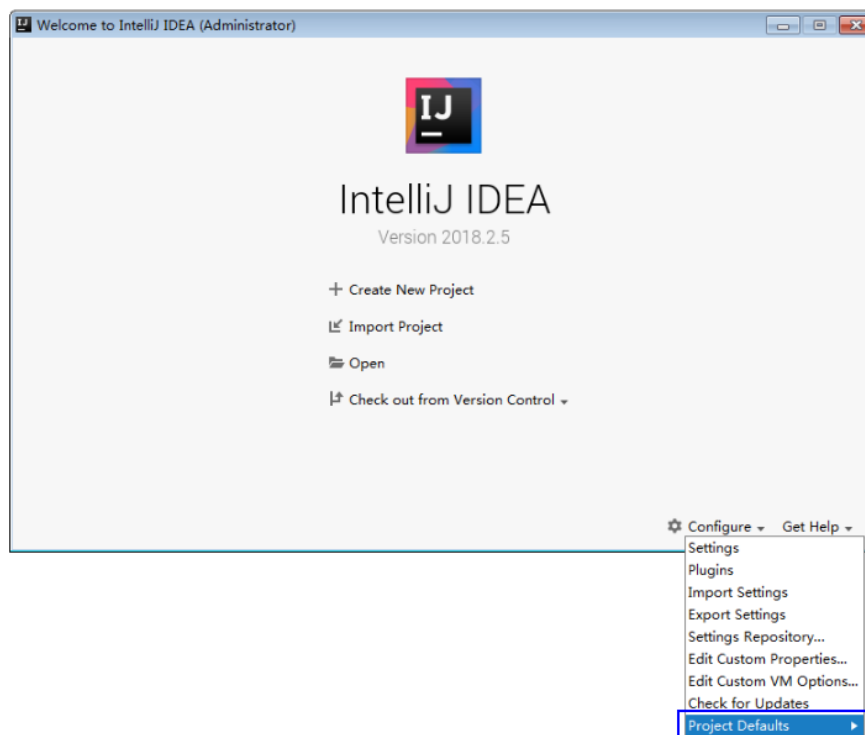 Welcome to IntelliJ IDEA (Administrator)
IJ
IntelliJ IDEA
Version 2018.2.5
Create New Project
Import Project
Open
Check out from Version Control
Configure Get Help
Settings
Plugins
Import Settings
Export Settings
Settings Repository...
Edit Custom Properties...
Edit Custom VM Options...
Check for Updates
Project Defaults